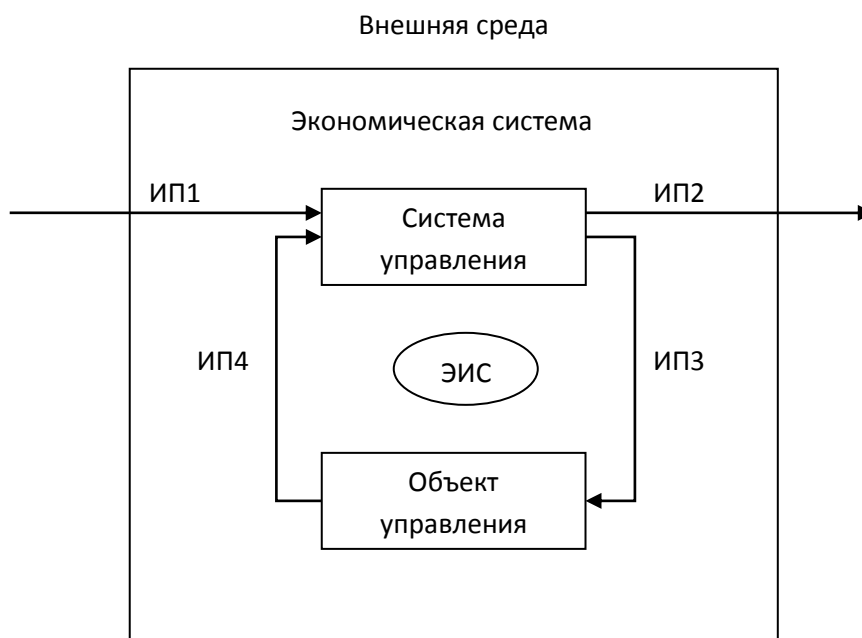 Внешняя среда
Экономическая система
ИП1
ИП2
Система
управления
ИП4
ЭИС
ИП3
Объект
управления